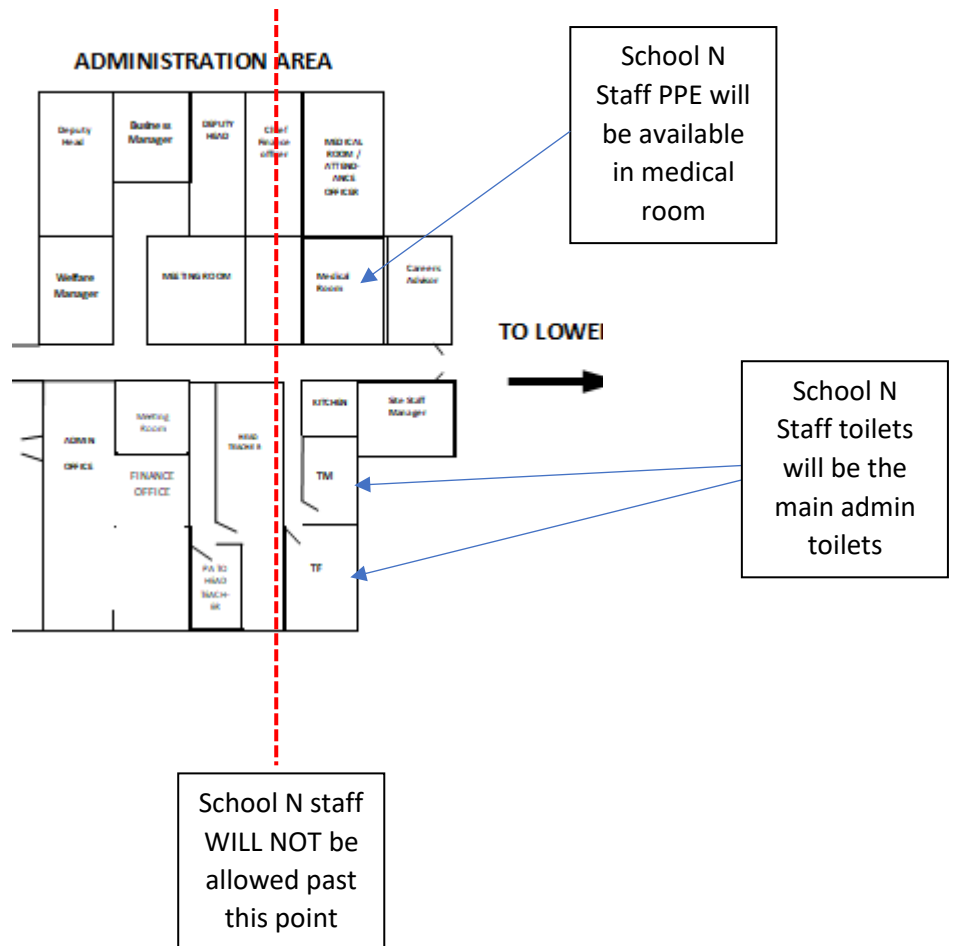 ADMINISTRATION AREA
Deputy
Head
Business
Manager
DEPUTY
HEAD
Chief
Finance
officer
MEDICAL
ROOM /
ATTEND-
ANCE
OFFICER
School N
Staff PPE will
be available
in medical
room
Welfare
Manager
MEETING ROOM
Medical
Room
Careers
Advisor
TO LOWE
ADMIN
OFFICE
Meeting
Room
FINANCE
OFFICE
HEAD
TEACHER
KITCHEN
Site Staff
Manager
TM
TF
PA TO
HEAD
TEACH-
ER
School N
Staff toilets
will be the
main admin
toilets
School N staff
WILL NOT be
allowed past
this point